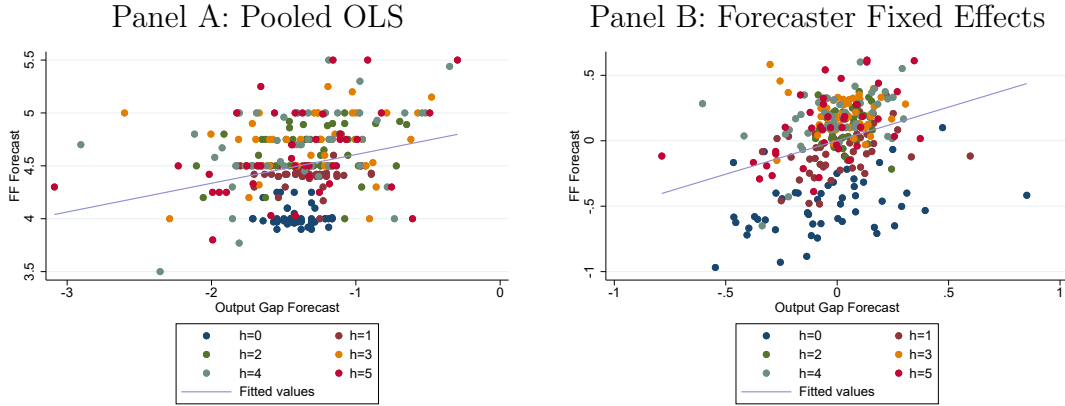 Panel A: Pooled OLS
FF Forecast
5.5
5
4.5
4
3.5
-3
-2
-1
0
Output Gap Forecast
h=0
h=1
h=2
h=3
h=4
h=5
Fitted values
Panel B: Forecaster Fixed Effects
FF Forecast
.5
0
-.5
-1
-1
-.5
0
.5
1
Output Gap Forecast
h=0
h=1
h=2
h=3
h=4
h=5
Fitted values